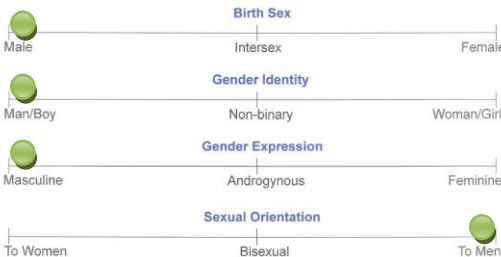 Birth Sex
Male Intersex Female
Gender Identity
Man/Boy Non-binary Woman/Girl
Gender Expression
Masculine Androgynous Feminine
Sexual Orientation
To Women Bisexual To Men